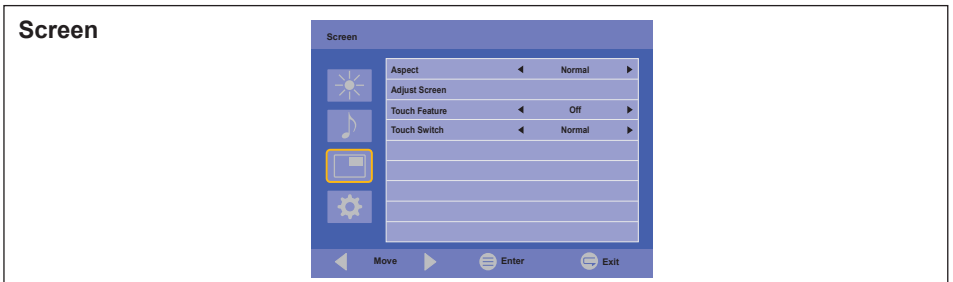 Screen
Screen
Aspect Normal
Adjust Screen
Touch Feature Off
Touch Switch Normal
Move Enter Exit